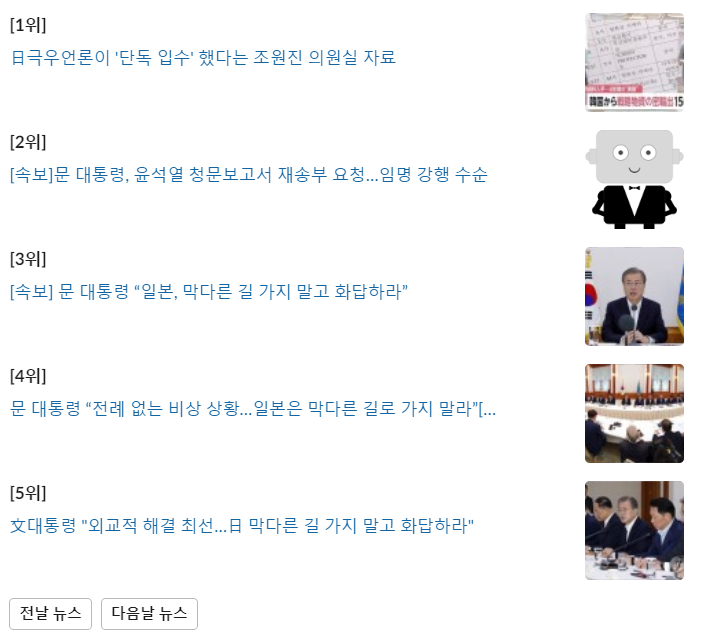 [1위]
日극우언론이 '단독 입수' 했다는 조원진 의원실 자료
韓国から戦略物資の密輸出15
[2위]
[속보]문 대통령, 윤석열 청문보고서 재송부 요청...임명 강행 수순
[3위]
[속보] 문 대통령 “일본, 막다른 길 가지 말고 화답하라”
[4위]
문 대통령 “전례 없는 비상 상황...일본은 막다른 길로 가지 말라”[...
[5위]
文대통령 "외교적 해결 최선...日 막다른 길 가지 말고 화답하라"
전날 뉴스 다음날 뉴스